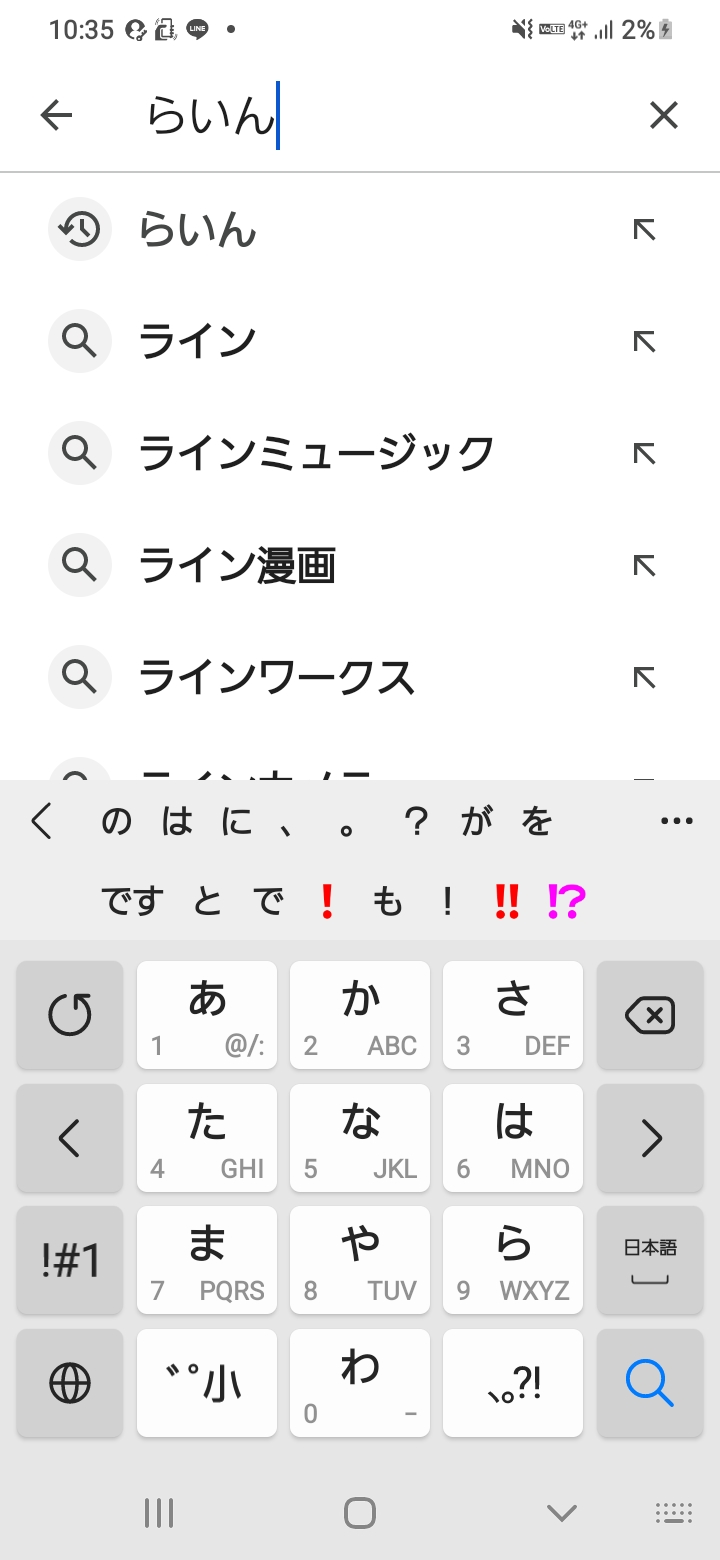 10:35 LINE VoLTE 4G+ 2%
らいん
らいん
ライン
ラインミュージック
ライン漫画
ラインワークス
の は に 、 。 ? が を ...
です と で ! も ! !! !?
あ 1 @/: か 2 ABC さ 3 DEF
た 4 GHI な 5 JKL は 6 MNO
!#1 ま 7 PQRS や 8 TUV ら 9 WXYZ 日本語
゛゜小 わ 0 - 、。?!